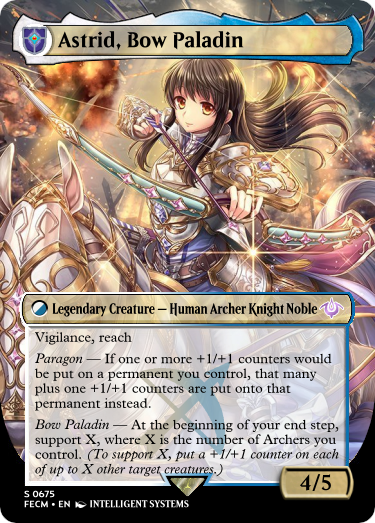 Astrid, Bow Paladin
Legendary Creature — Human Archer Knight Noble
Vigilance, reach
Paragon — If one or more +1/+1 counters would
be put on a permanent you control, that many
plus one +1/+1 counters are put onto that
permanent instead.
Bow Paladin — At the beginning of your end step,
support X, where X is the number of Archers you
control. (To support X, put a +1/+1 counter on each
of up to X other target creatures.)
4/5
S 0675
FECM • EN INTELLIGENT SYSTEMS